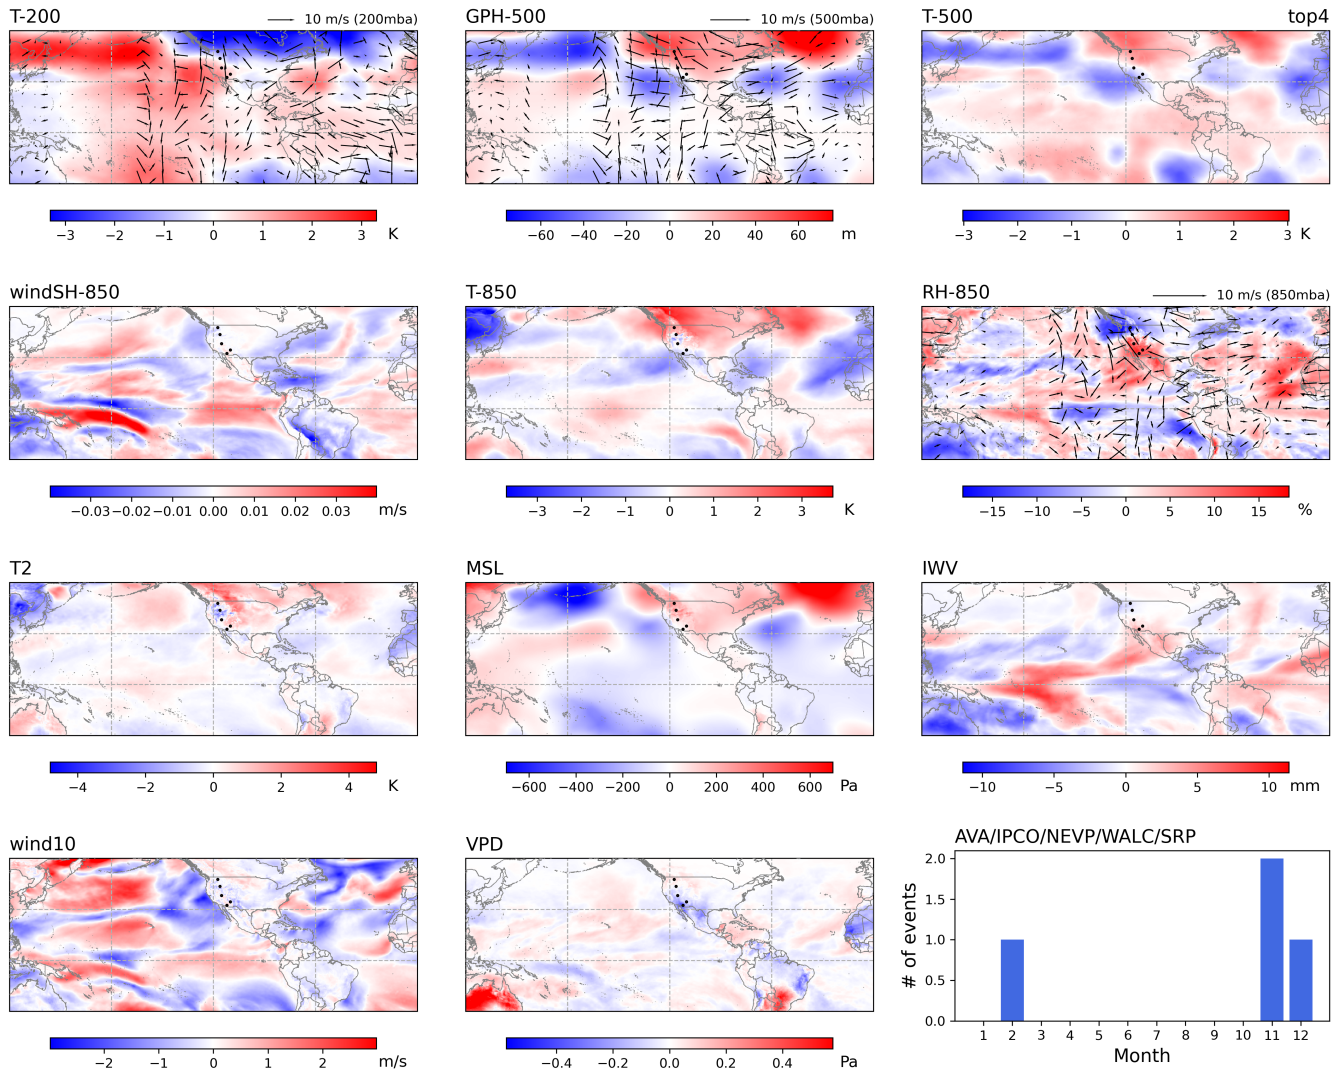 T-200
10 m/s (200mba)
−3 −2 −1 0 1 2 3 K
GPH-500
10 m/s (500mba)
−60 −40 −20 0 20 40 60 m
T-500
top4
−3 −2 −1 0 1 2 3 K
windSH-850
−0.03 −0.02 −0.01 0.00 0.01 0.02 0.03 m/s
T-850
−3 −2 −1 0 1 2 3 K
RH-850
10 m/s (850mba)
−15 −10 −5 0 5 10 15 %
T2
−4 −2 0 2 4 K
MSL
−600 −400 −200 0 200 400 600 Pa
IWV
−10 −5 0 5 10 mm
wind10
−2 −1 0 1 2 m/s
VPD
−0.4 −0.2 0.0 0.2 0.4 Pa
AVA/IPCO/NEVP/WALC/SRP
# of events
2.0
1.5
1.0
0.5
0.0
1 2 3 4 5 6 7 8 9 10 11 12
Month